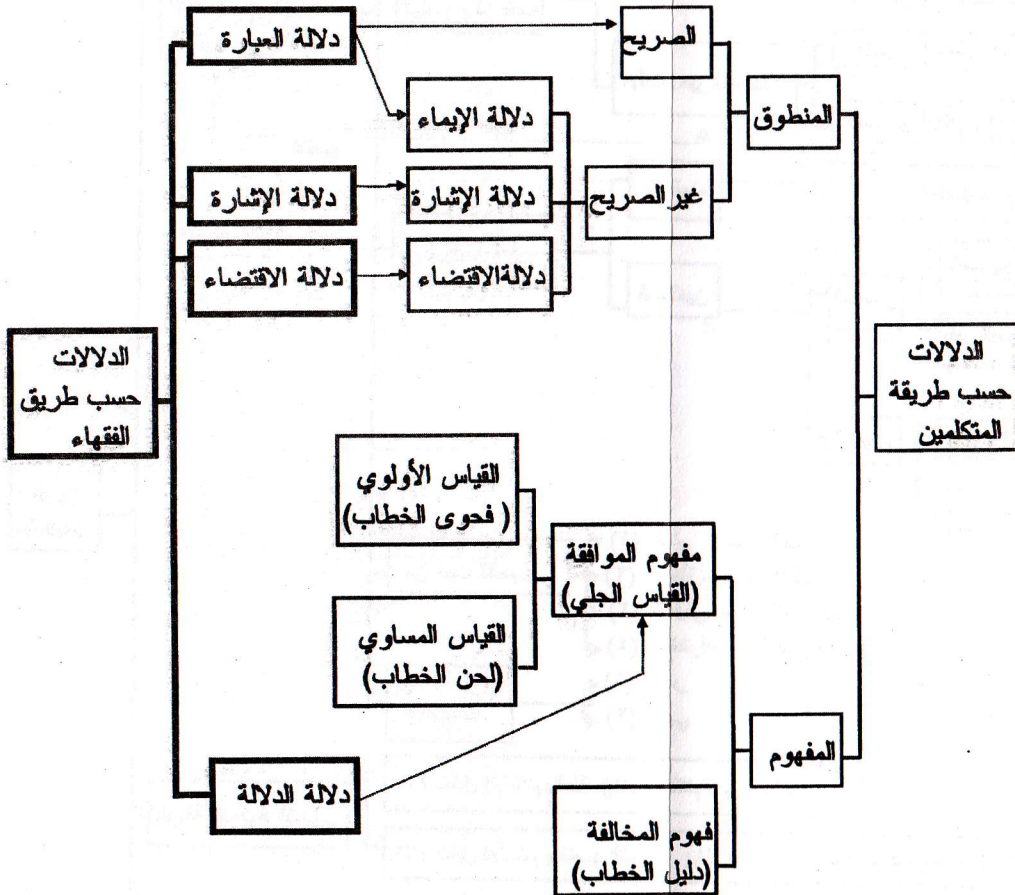 الصريح
دلالة العبارة
المنطوق
دلالة الإيماء
غير الصريح
دلالة الإشارة
دلالة الإشارة
دلالة الاقتضاء
دلالة الاقتضاء
الدلالات
حسب طريقة
المتكلمين
الدلالات
حسب طريق
الفقهاء
القياس الأولوي
( فحوى الخطاب)
مفهوم الموافقة
(القياس الجلي)
القياس المساوي
(لحن الخطاب)
المفهوم
دلالة الدلالة
فهوم المخالفة
(دليل الخطاب)